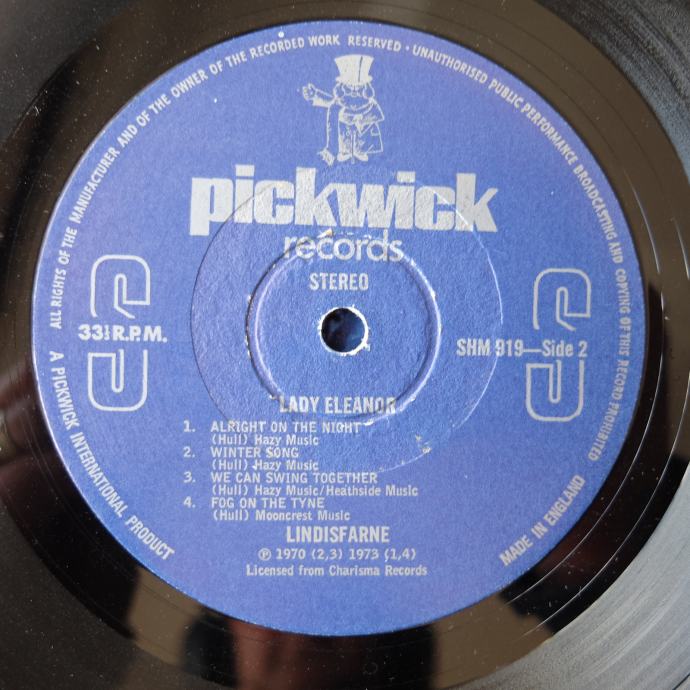 ALL RIGHTS OF THE MANUFACTURER AND OF THE OWNER OF THE RECORDED WORK RESERVED · UNAUTHORISED PUBLIC PERFORMANCE BROADCASTING AND COPYING OF THIS RECORD PROHIBITED
pickwick
records
STEREO
33⅓ R.P.M.
SHM 919—Side 2
LADY ELEANOR
1. ALRIGHT ON THE NIGHT
(Hull) Hazy Music
2. WINTER SONG
(Hull) Hazy Music
3. WE CAN SWING TOGETHER
(Hull) Hazy Music/Heathside Music
4. FOG ON THE TYNE
(Hull) Mooncrest Music
LINDISFARNE
℗ 1970 (2,3) 1973 (1,4)
Licensed from Charisma Records
A PICKWICK INTERNATIONAL PRODUCT
MADE IN ENGLAND